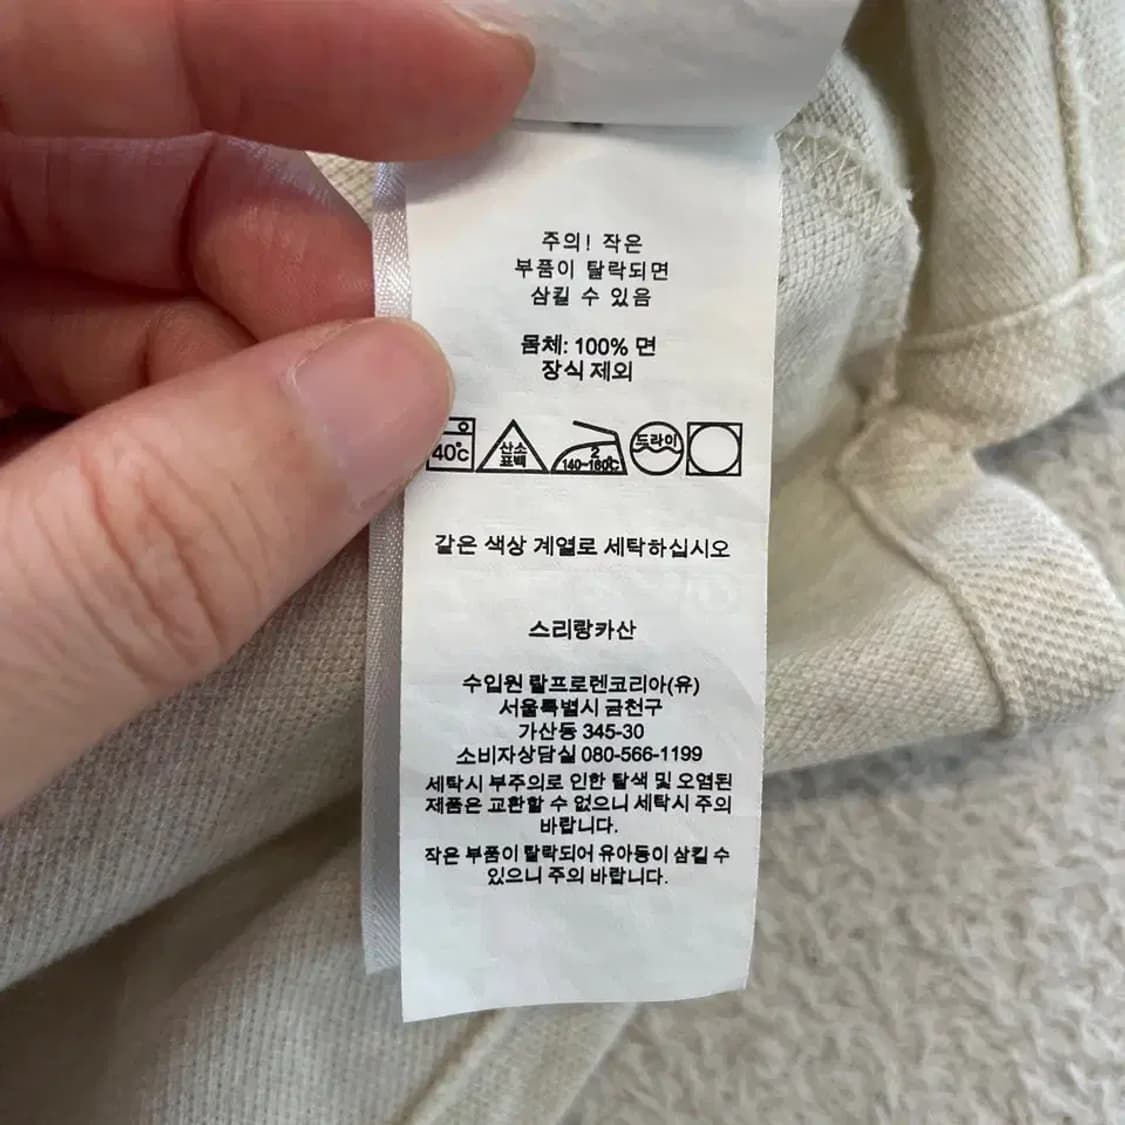 주의! 작은
부품이 탈락되면
삼킬 수 있음
몸체: 100% 면
장식 제외
40℃ 산소 표백 2 140~160℃ 드라이
같은 색상 계열로 세탁하십시오
스리랑카산
수입원 랄프로렌코리아(유)
서울특별시 금천구
가산동 345-30
소비자상담실 080-566-1199
세탁시 부주의로 인한 탈색 및 오염된
제품은 교환할 수 없으니 세탁시 주의
바랍니다.
작은 부품이 탈락되어 유아등이 삼킬 수
있으니 주의 바랍니다.